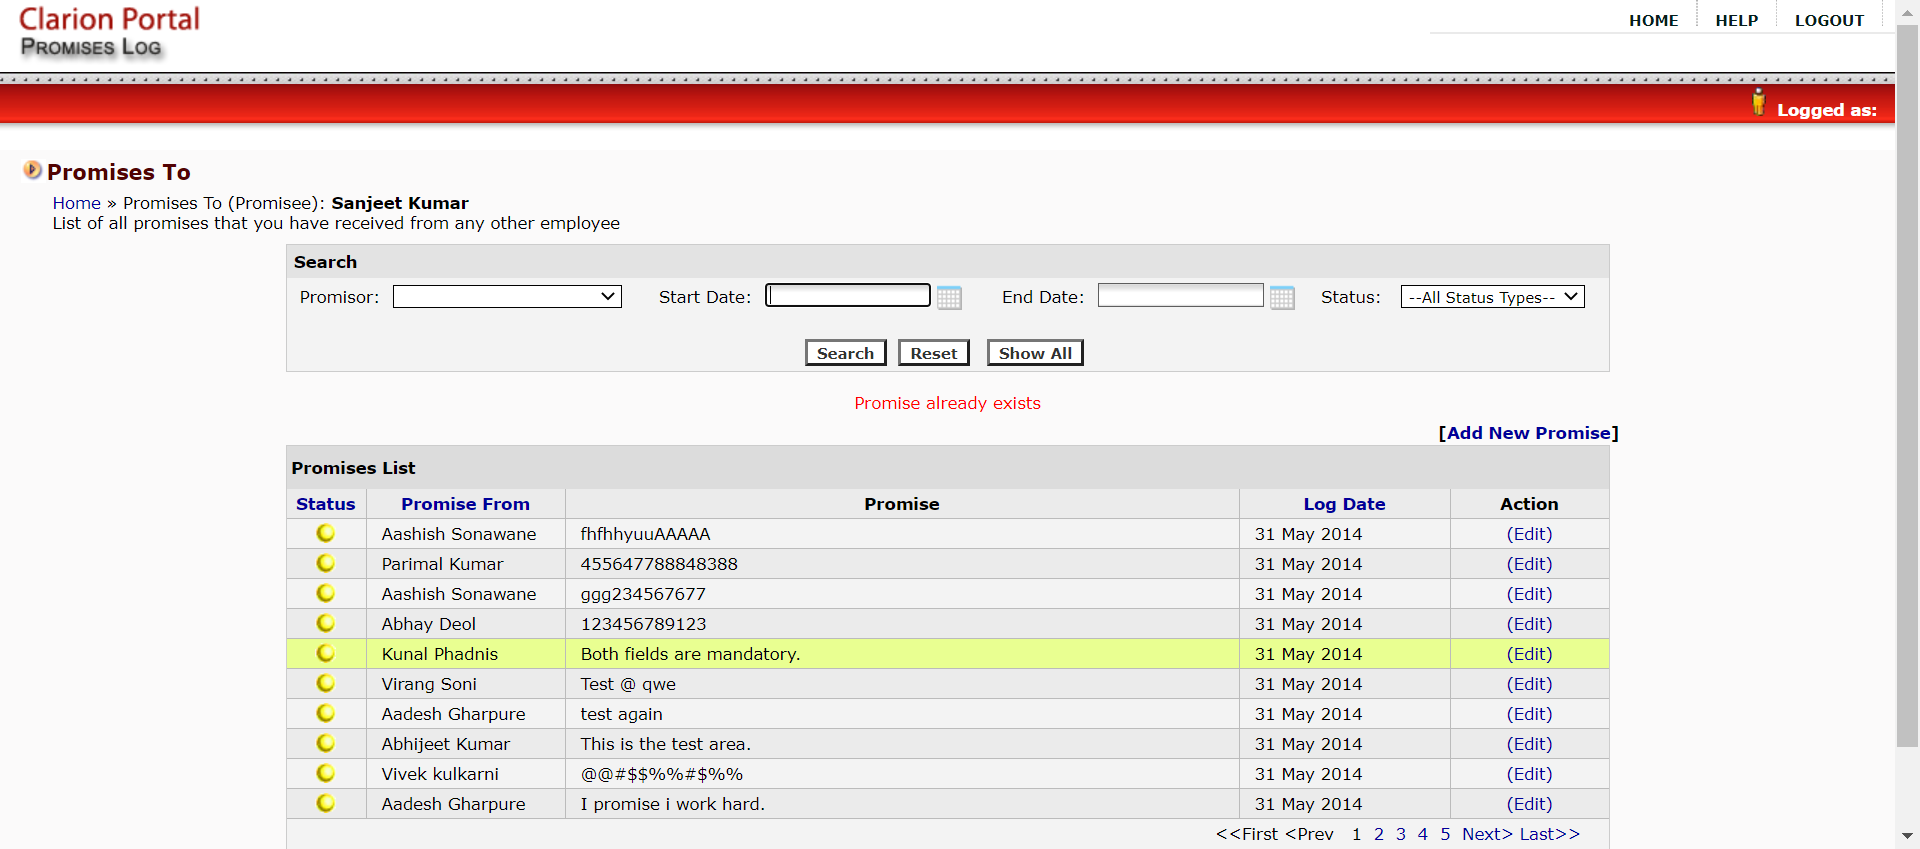 Clarion Portal
PROMISES LOG
HOME HELP LOGOUT
Logged as:
Promises To
Home » Promises To (Promisee): Sanjeet Kumar
List of all promises that you have received from any other employee
Search
Promisor: Start Date: End Date: Status: --All Status Types--
Search Reset Show All
Promise already exists
[Add New Promise]
Promises List
Status Promise From Promise Log Date Action
Aashish Sonawane fhfhhyuuAAAAA 31 May 2014 (Edit)
Parimal Kumar 455647788848388 31 May 2014 (Edit)
Aashish Sonawane ggg234567677 31 May 2014 (Edit)
Abhay Deol 123456789123 31 May 2014 (Edit)
Kunal Phadnis Both fields are mandatory. 31 May 2014 (Edit)
Virang Soni Test @ qwe 31 May 2014 (Edit)
Aadesh Gharpure test again 31 May 2014 (Edit)
Abhijeet Kumar This is the test area. 31 May 2014 (Edit)
Vivek kulkarni @@#$$%%#$%% 31 May 2014 (Edit)
Aadesh Gharpure I promise i work hard. 31 May 2014 (Edit)
<<First <Prev 1 2 3 4 5 Next> Last>>